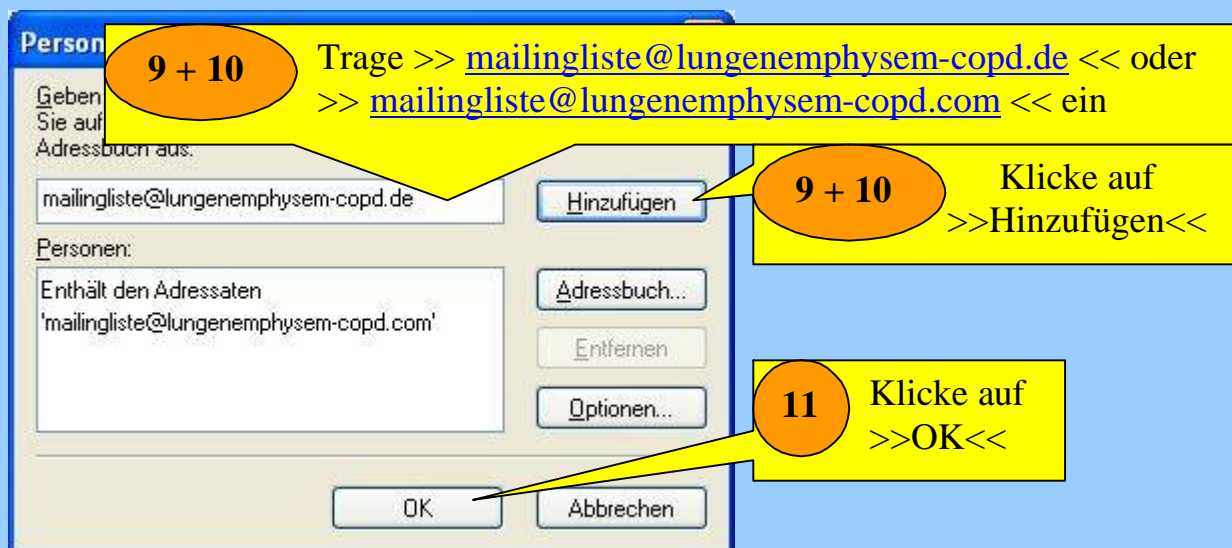 Person
9 + 10
Trage >> mailingliste@lungenemphysem-copd.de << oder
>> mailingliste@lungenemphysem-copd.com << ein
Geben
Sie auf
Adressbuch aus.
mailingliste@lungenemphysem-copd.de
Hinzufügen
9 + 10
Klicke auf
>>Hinzufügen<<
Personen:
Enthält den Adressaten
'mailingliste@lungenemphysem-copd.com'
Adressbuch...
Entfernen
Optionen...
11
Klicke auf
>>OK<<
OK
Abbrechen